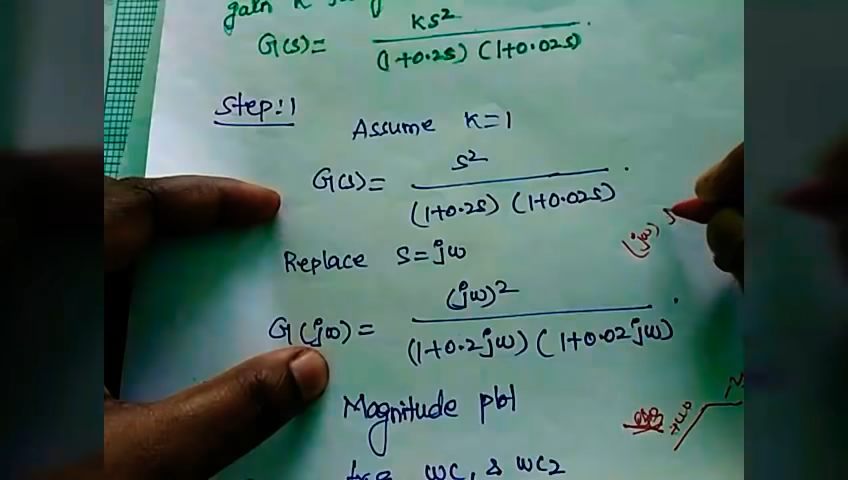 gain K
G(s)= Ks²
(1+0.2s) (1+0.02s).
Step:1
Assume K=1
G(s)= s²
(1+0.2s) (1+0.02s).
Replace s=jω
G(jω)= (jω)²
(1+0.2jω) (1+0.02jω).
(jω)
Magnitude plot
ωc1 & ωc2